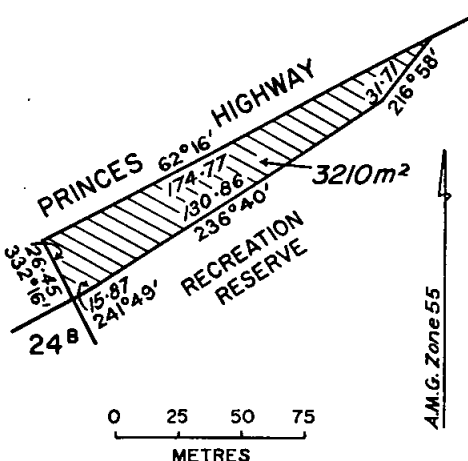 PRINCES HIGHWAY
62°16'
174.77
130.86
236°40'
31.71
216°58'
3210m²
26.45
332°16'
15.87
241°49'
RECREATION
RESERVE
24B
A.M.G. Zone 55
0 25 50 75
METRES